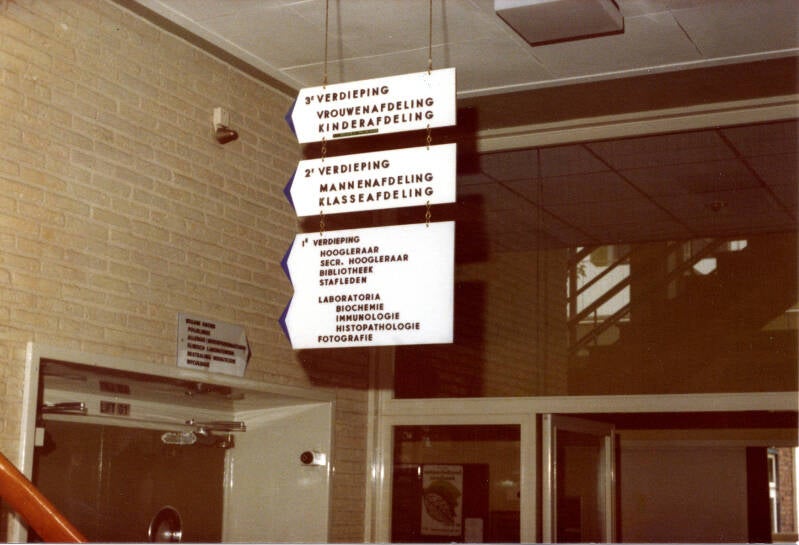 3e VERDIEPING
VROUWENAFDELING
KINDERAFDELING
2e VERDIEPING
MANNENAFDELING
KLASSEAFDELING
1e VERDIEPING
HOOGLERAAR
SECR. HOOGLERAAR
BIBLIOTHEEK
STAFLEDEN
LABORATORIA
BIOCHEMIE
IMMUNOLOGIE
HISTOPATHOLOGIE
FOTOGRAFIE
POLIKLINIEK